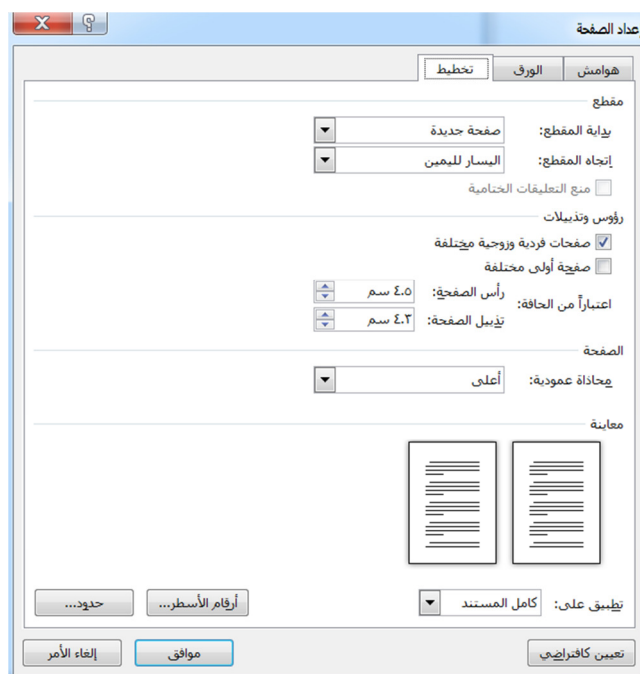 عداد الصفحة
هوامش الورق تخطيط
مقطع
بداية المقطع: صفحة جديدة
إتجاه المقطع: اليسار لليمين
منع التعليقات الختامية
رؤوس وتذييلات
صفحات فردية وزوجية مختلفة
صفحة أولى مختلفة
اعتباراً من الحافة:
رأس الصفحة: ٤.٥ سم
تذييل الصفحة: ٤.٣ سم
الصفحة
محاذاة عمودية: أعلى
معاينة
تطبيق على: كامل المستند أرقام الأسطر... حدود...
تعيين كافتراضي موافق إلغاء الأمر